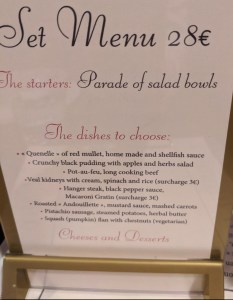 Set Menu 28€
The starters: Parade of salad bowls
The dishes to choose:
• « Quenelle » of red mullet, home made and shellfish sauce
• Crunchy black pudding with apples and herbs salad
• Pot-au-feu, long cooking beef
•Veal kidneys with cream, spinach and rice (surcharge 3€)
• Hanger steak, black pepper sauce,
Macaroni Gratin (surcharge 3€)
• Roasted « Andouillette », mustard sauce, mashed carrots
• Pistachio sausage, steamed potatoes, herbal butter
• Squash (pumpkin) flan with chestnuts (vegetarian)
Cheeses and Desserts